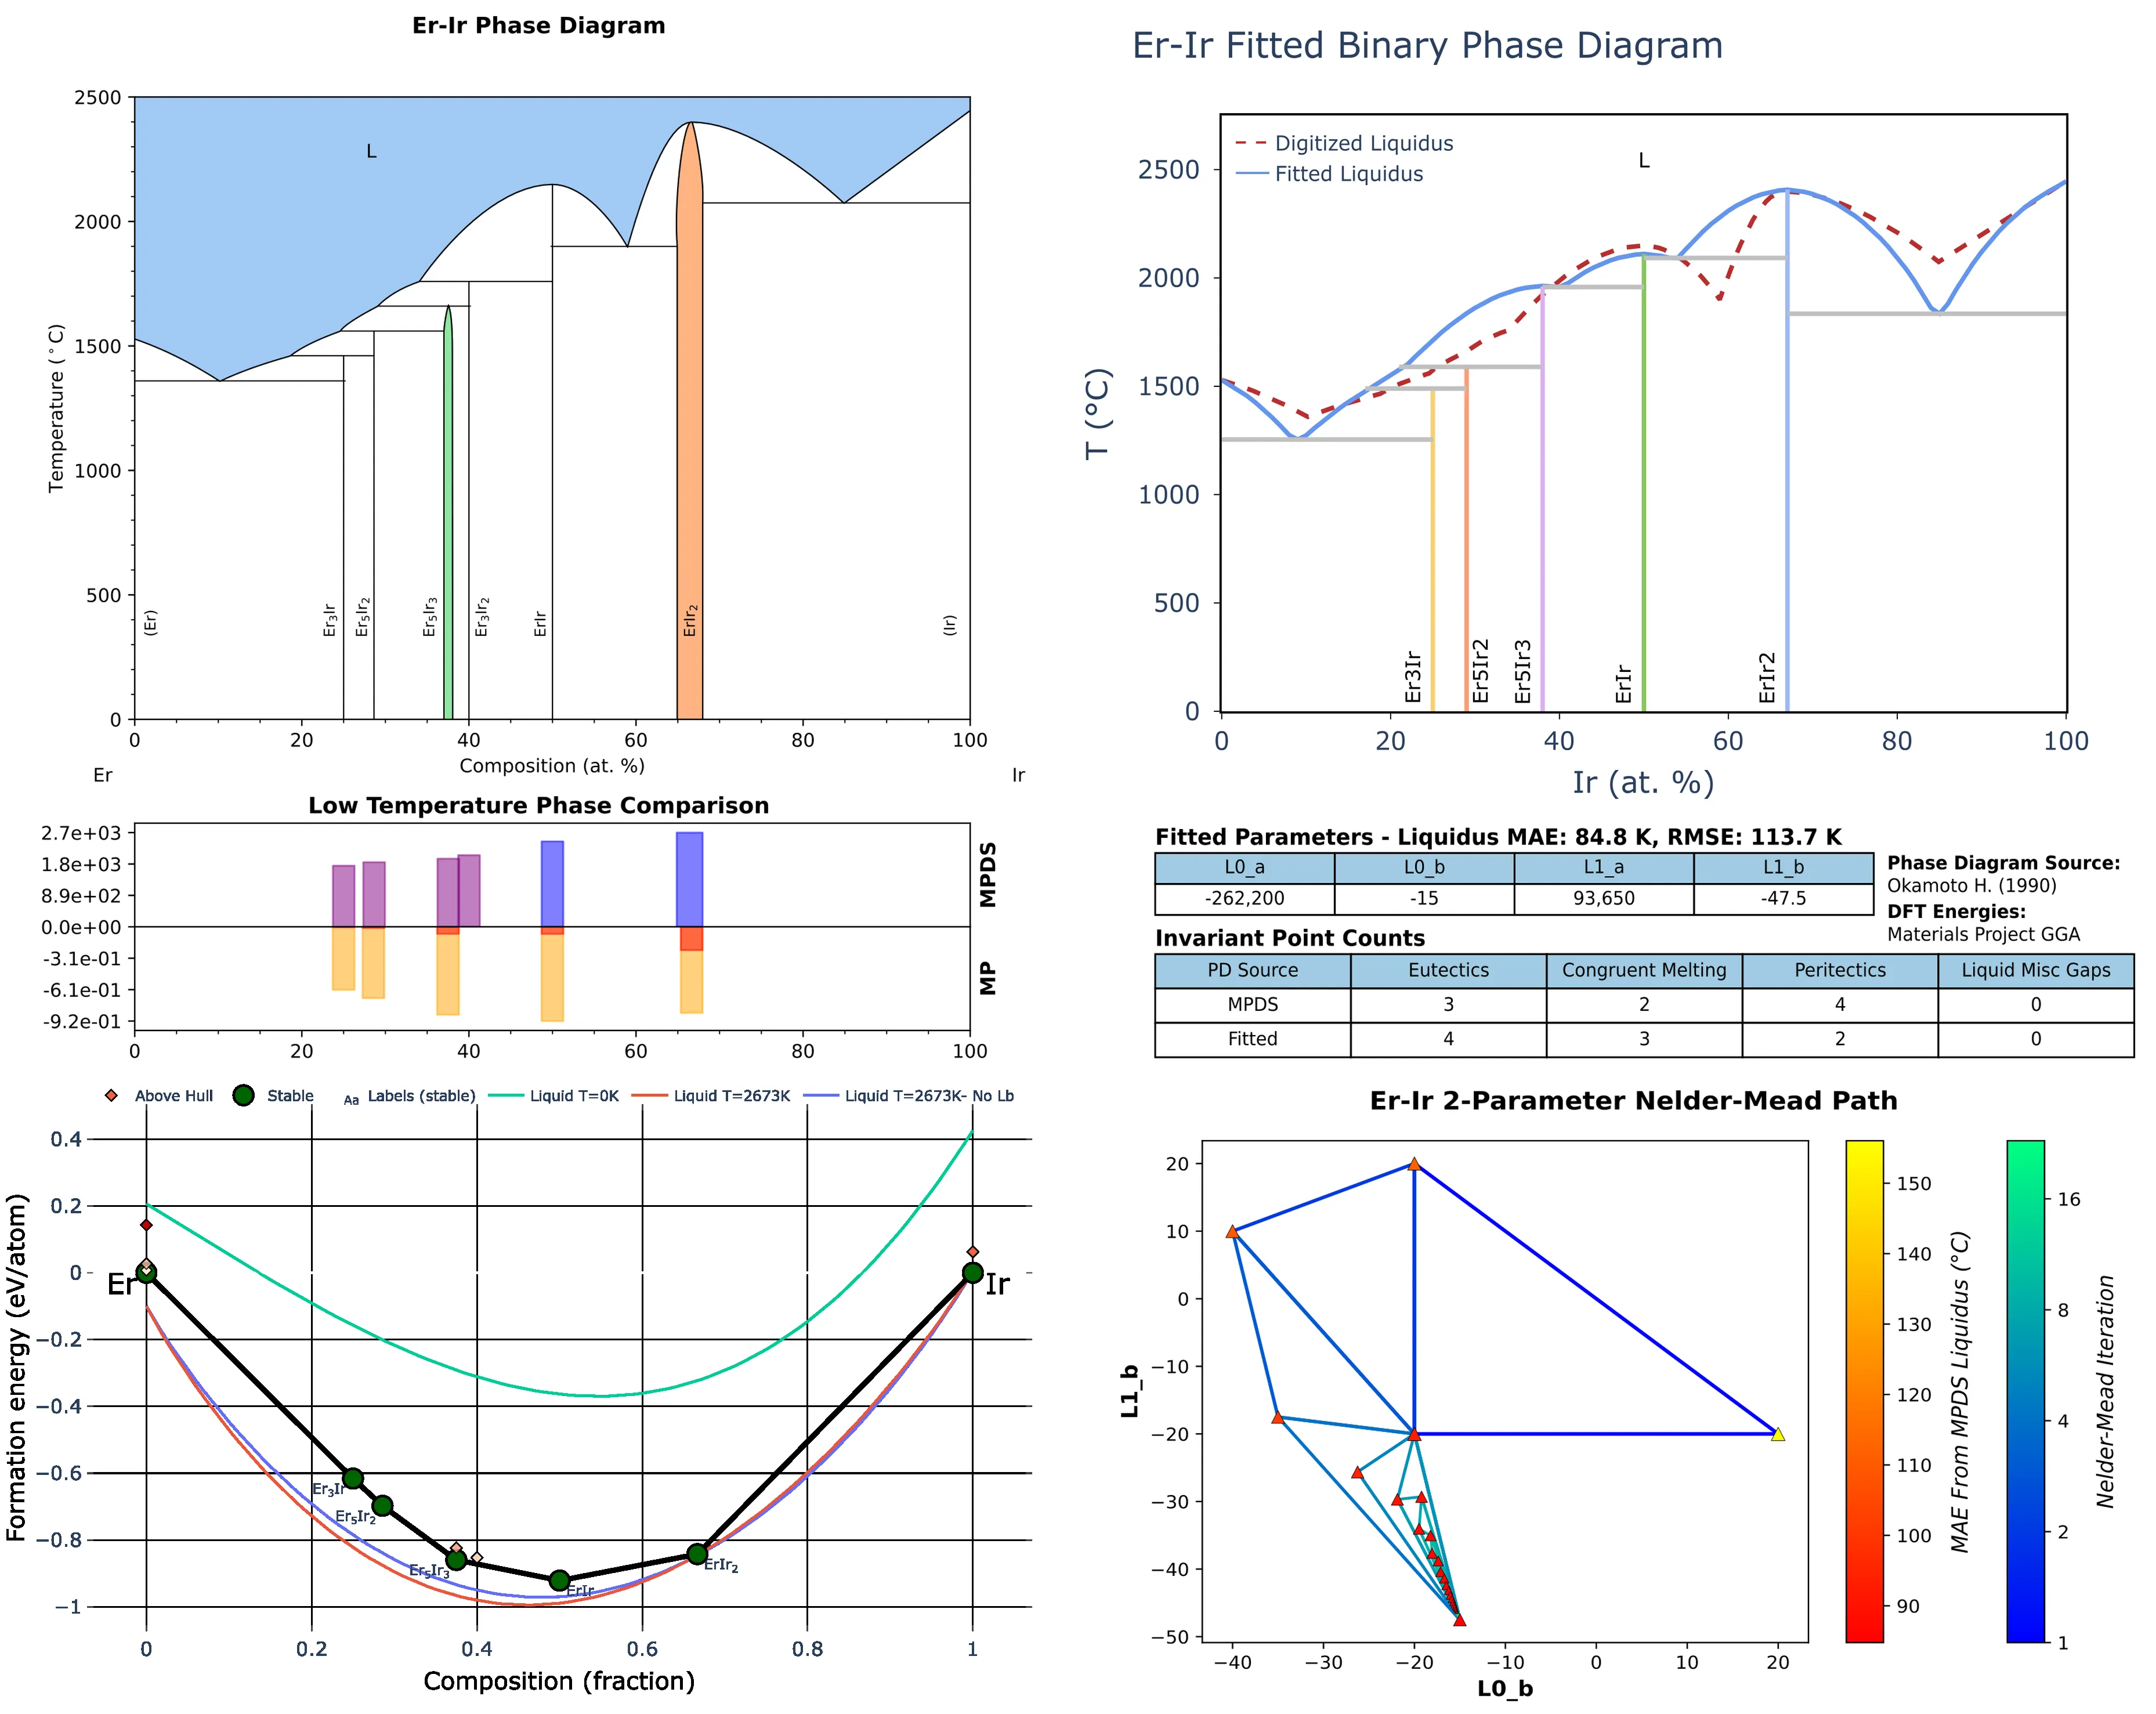 Er-Ir Phase Diagram
2500
2000
1500
1000
500
0
Temperature (°C)
L
(Er)
Er3Ir
Er5Ir2
Er5Ir3
Er3Ir2
ErIr
ErIr2
(Ir)
0 20 40 60 80 100
Composition (at. %)
Er Ir
Er-Ir Fitted Binary Phase Diagram
Digitized Liquidus
Fitted Liquidus
L
2500
2000
1500
1000
500
0
T (°C)
Er3Ir
Er5Ir2
Er5Ir3
ErIr
ErIr2
0 20 40 60 80 100
Ir (at. %)
Low Temperature Phase Comparison
2.7e+03
1.8e+03
8.9e+02
0.0e+00
-3.1e-01
-6.1e-01
-9.2e-01
MPDS
MP
0 20 40 60 80 100
Fitted Parameters - Liquidus MAE: 84.8 K, RMSE: 113.7 K
L0_a L0_b L1_a L1_b
-262,200 -15 93,650 -47.5
Phase Diagram Source:
Okamoto H. (1990)
DFT Energies:
Materials Project GGA
Invariant Point Counts
PD Source Eutectics Congruent Melting Peritectics Liquid Misc Gaps
MPDS 3 2 4 0
Fitted 4 3 2 0
Above Hull Stable Aa Labels (stable) Liquid T=0K Liquid T=2673K Liquid T=2673K- No Lb
0.4
0.2
0
−0.2
−0.4
−0.6
−0.8
−1
Formation energy (eV/atom)
Er
Ir
Er3Ir
Er5Ir2
Er5Ir3
ErIr
ErIr2
0 0.2 0.4 0.6 0.8 1
Composition (fraction)
Er-Ir 2-Parameter Nelder-Mead Path
20
10
0
−10
−20
−30
−40
−50
L1_b
−40 −30 −20 −10 0 10 20
L0_b
150
140
130
120
110
100
90
MAE From MPDS Liquidus (°C)
16
8
4
2
1
Nelder-Mead Iteration